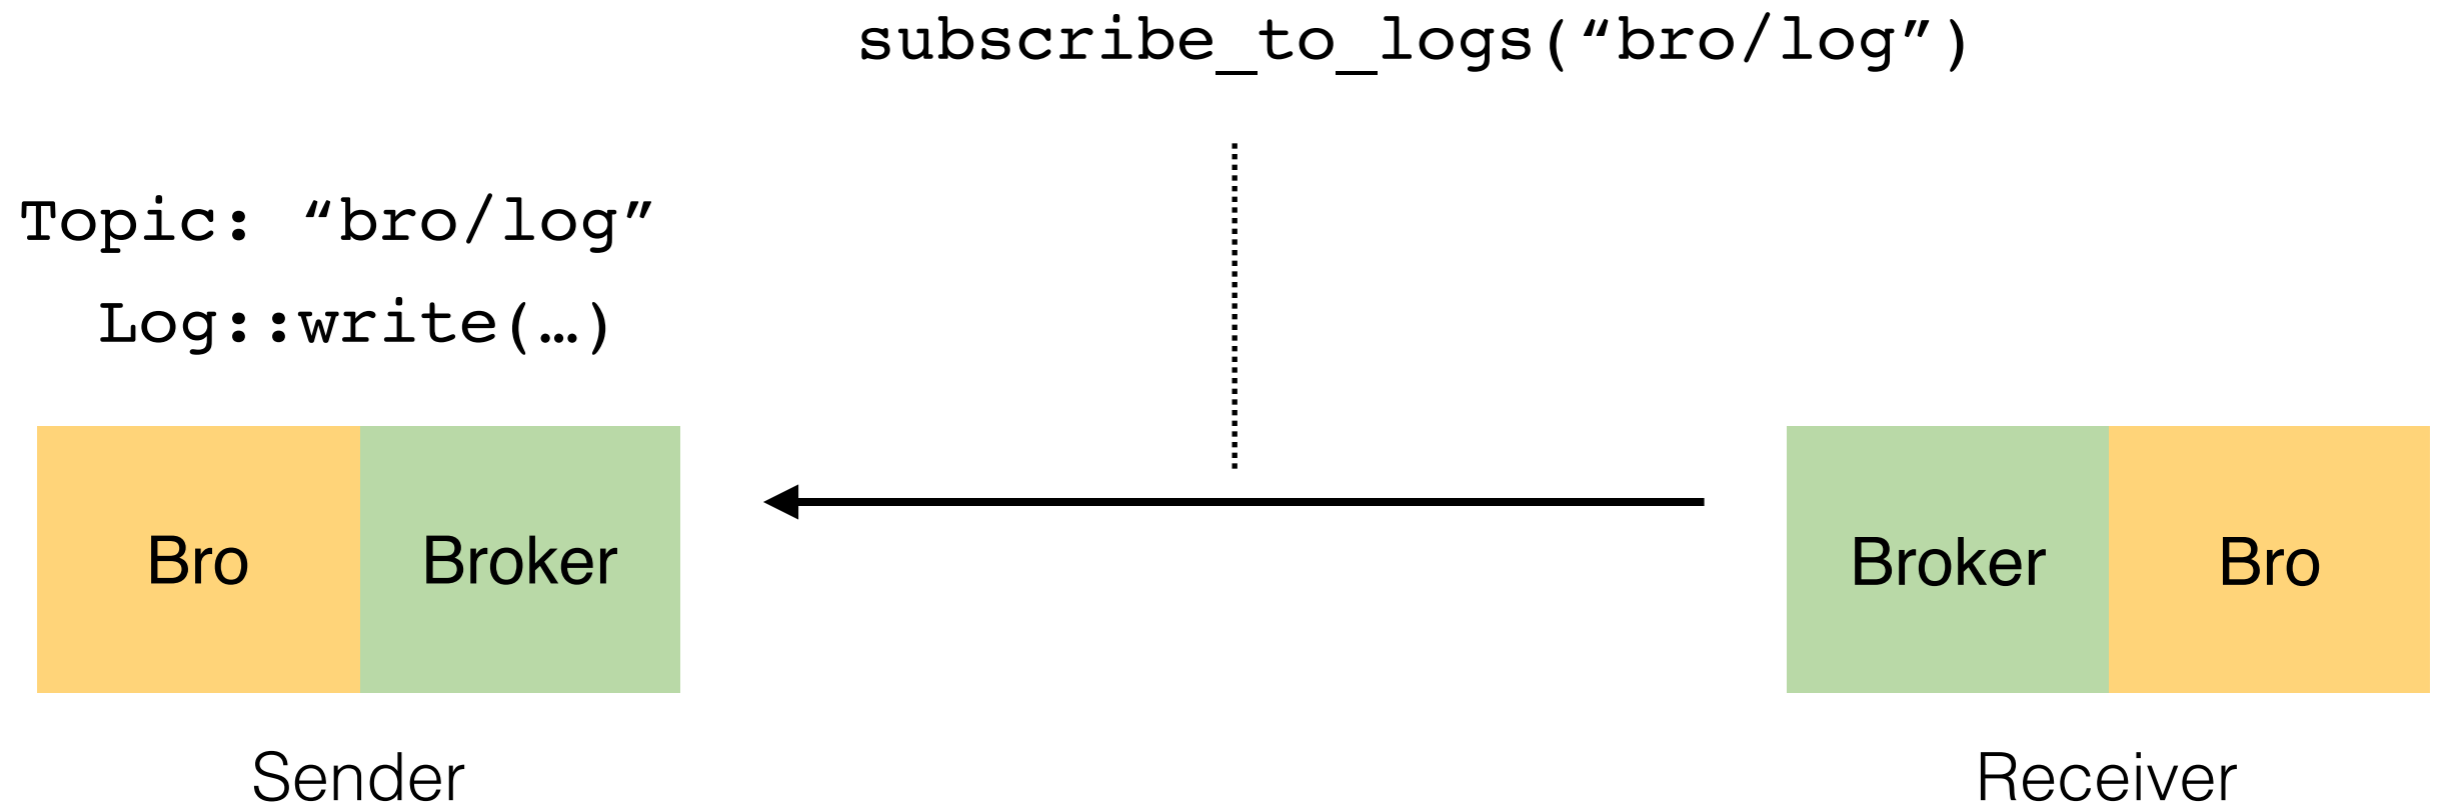 subscribe_to_logs(“bro/log”)
Topic: “bro/log”
Log::write(…)
Bro
Broker
Broker
Bro
Sender
Receiver